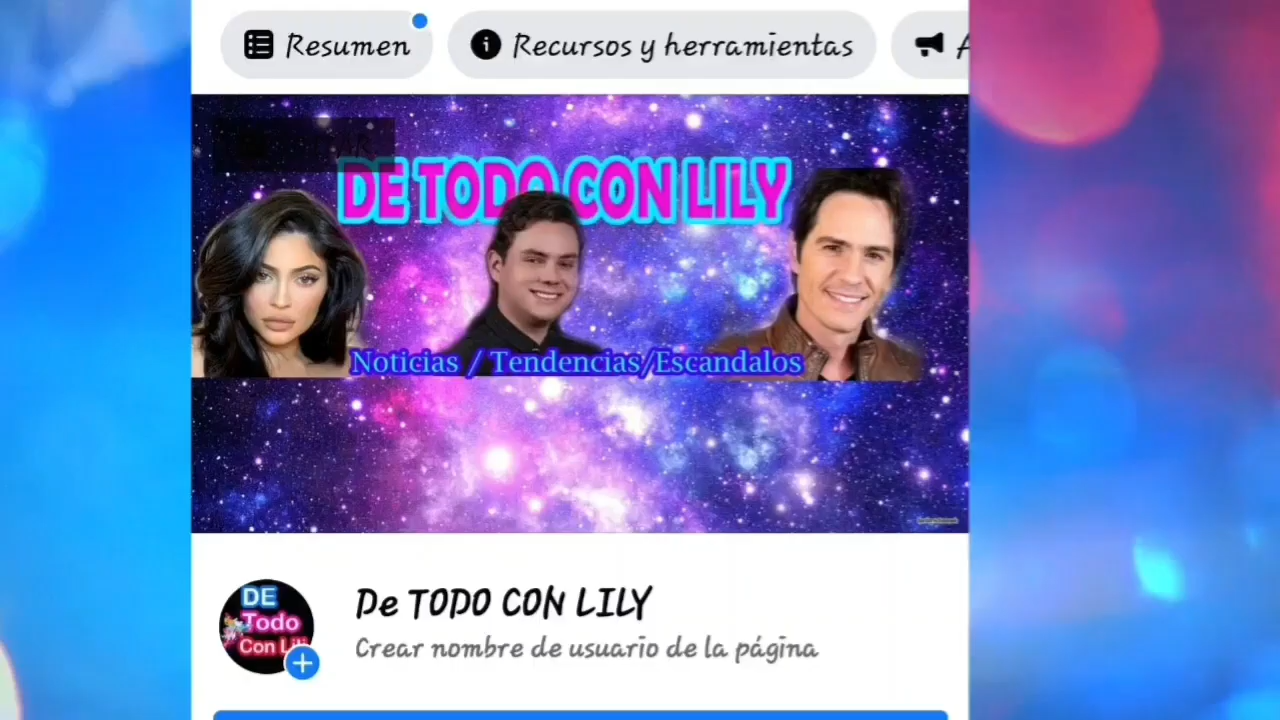 Resumen
Recursos y herramientas
DE TODO CON LILY
Noticias / Tendencias/Escandalos
DE
Todo
Con Lili
De TODO CON LILY
Crear nombre de usuario de la página